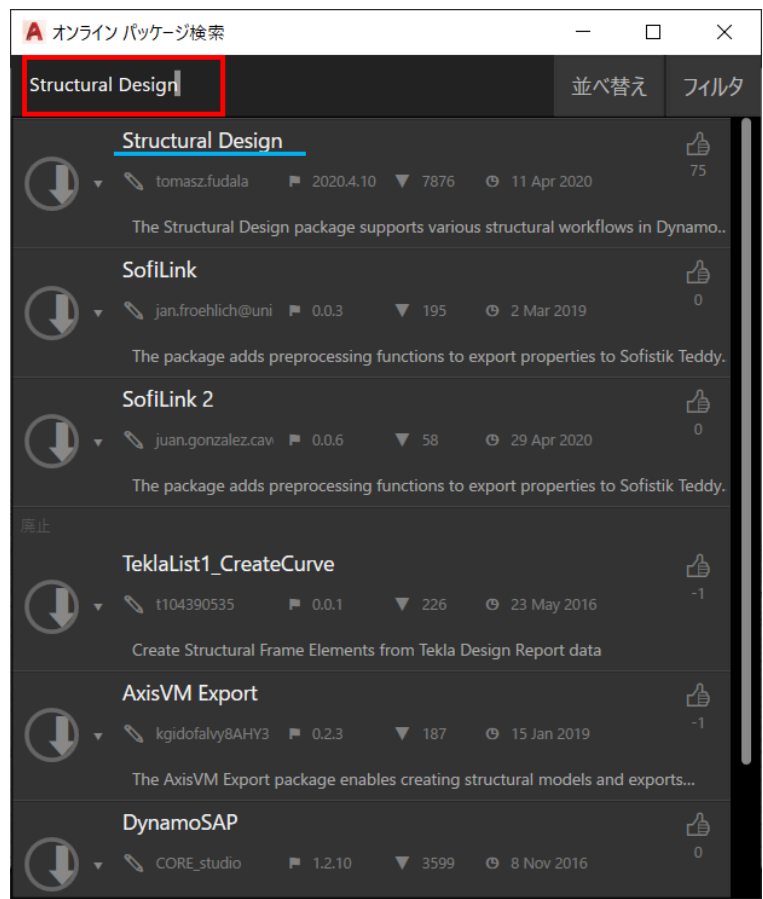 オンライン パッケージ検索
Structural Design
並べ替え
フィルタ
Structural Design
75
tomasz.fudala 2020.4.10 7876 11 Apr 2020
The Structural Design package supports various structural workflows in Dynamo..
SofiLink
jan.froehlich@uni 0.0.3 195 2 Mar 2019
0
The package adds preprocessing functions to export properties to Sofistik Teddy.
SofiLink 2
juan.gonzalez.cav 0.0.6 58 29 Apr 2020
0
The package adds preprocessing functions to export properties to Sofistik Teddy.
廃止
TeklaList1_CreateCurve
t104390535 0.0.1 226 23 May 2016
-1
Create Structural Frame Elements from Tekla Design Report data
AxisVM Export
kgidofalvy8AHY3 0.2.3 187 15 Jan 2019
-1
The AxisVM Export package enables creating structural models and exports...
DynamoSAP
CORE_studio 1.2.10 3599 8 Nov 2016
0